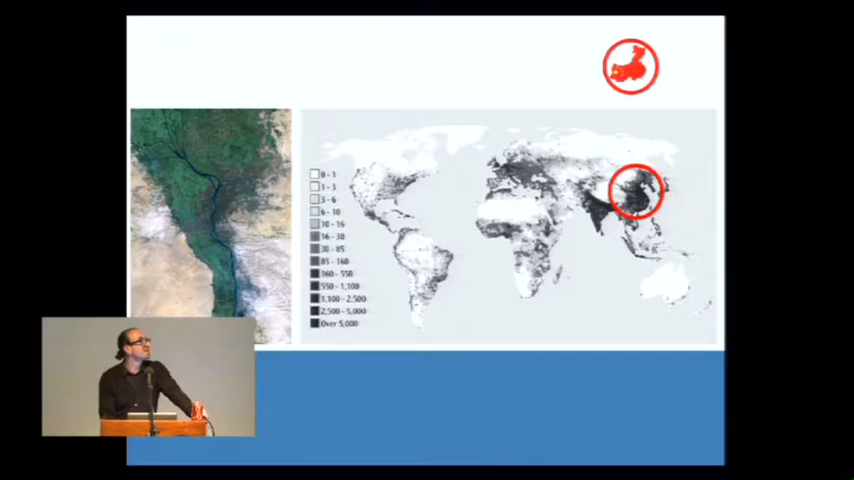 0 - 1
1 - 3
3 - 6
6 - 10
10 - 16
16 - 30
30 - 85
85 - 160
160 - 550
550 - 1,100
1,100 - 2,500
2,500 - 5,000
Over 5,000